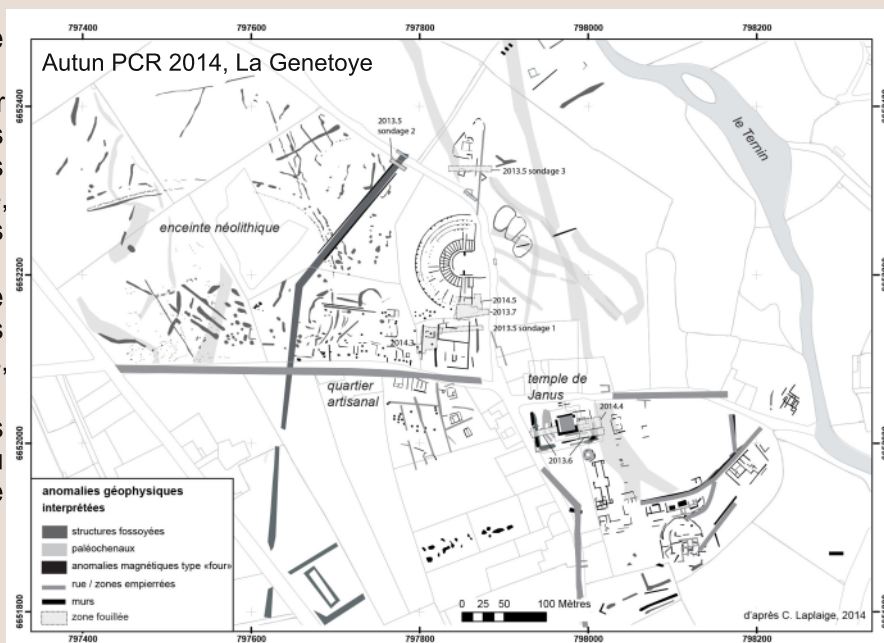 797400 797600 797800 798000 798200
Autun PCR 2014, La Genetoye
6652400
2013.5
sondage 2
2013.5 sondage 3
le Ternin
enceinte néolithique
6652200
2014.5
2013.7
2013.5 sondage 1
2014.3
quartier
artisanal
temple de
Janus
2014.4
6652000
2013.6
anomalies géophysiques
interprétées
structures fossoyées
paléochenaux
anomalies magnétiques type «four»
rue / zones empierrées
murs
zone fouillée
0 25 50 100 Mètres
d'après C. Laplaige, 2014
6651800
797400 797600 797800 798000 798200